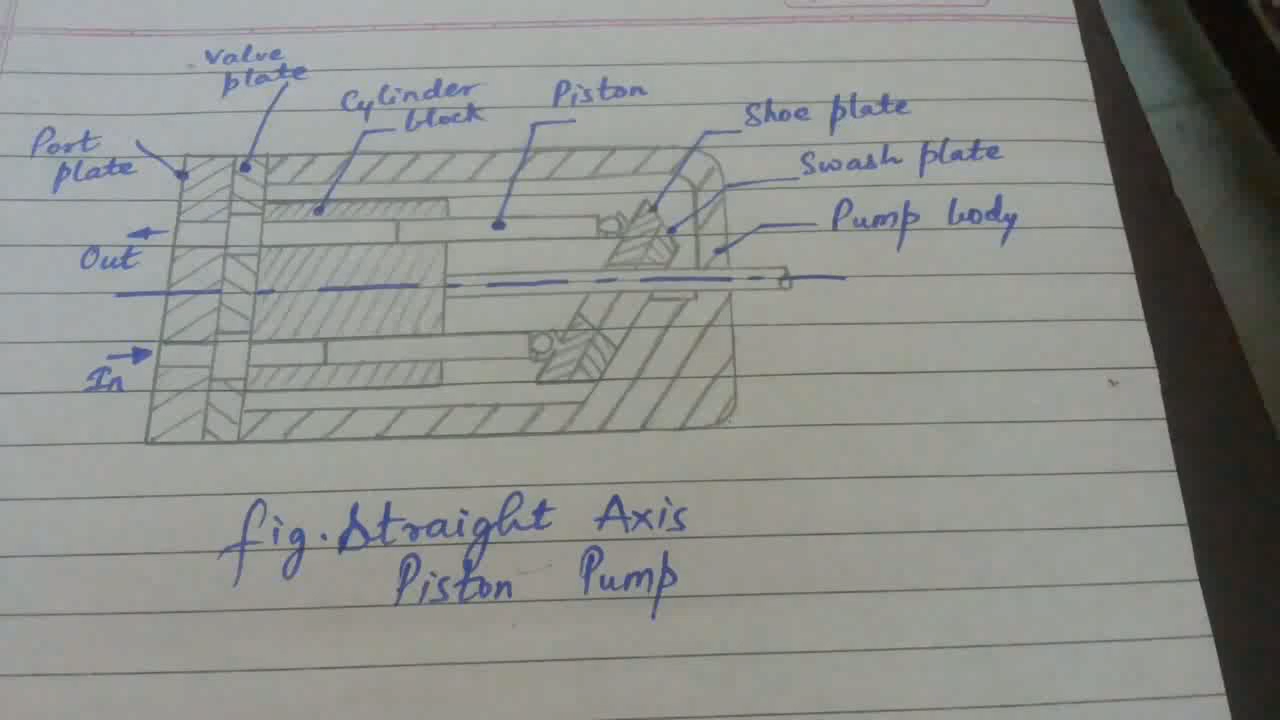 Valve
plate
Cylinder
block
Piston
Shoe plate
Port
plate
Swash plate
Pump body
Out
In
fig. Straight Axis
Piston Pump